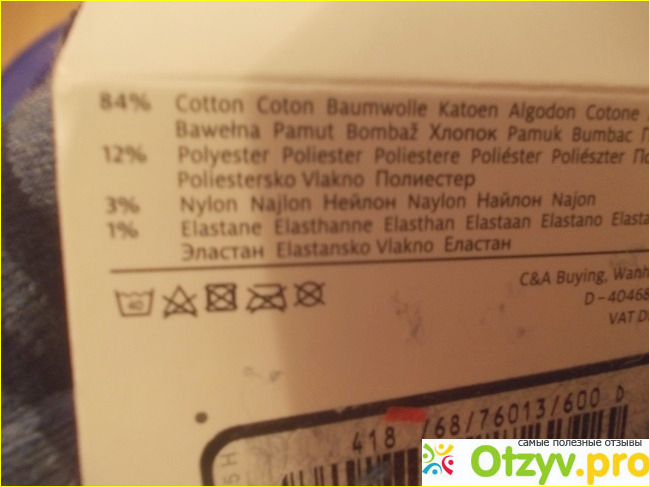 84% Cotton Coton Baumwolle Katoen Algodon Cotone
Bawełna Pamut Bombaž Хлопок Pamuk Bumbac
12% Polyester Poliester Poliestere Poliéster Poliészter
Poliestersko Vlakno Полиестер
3% Nylon Najlon Нейлон Naylon Найлон Najon
1% Elastane Elasthanne Elasthan Elastaan Elastano
Эластан Elastansko Vlakno Еластан
40
C&A Buying,
D-40468
VAT
418 /68/76013/600 D
самые полезные отзывы
Otzyv.pro